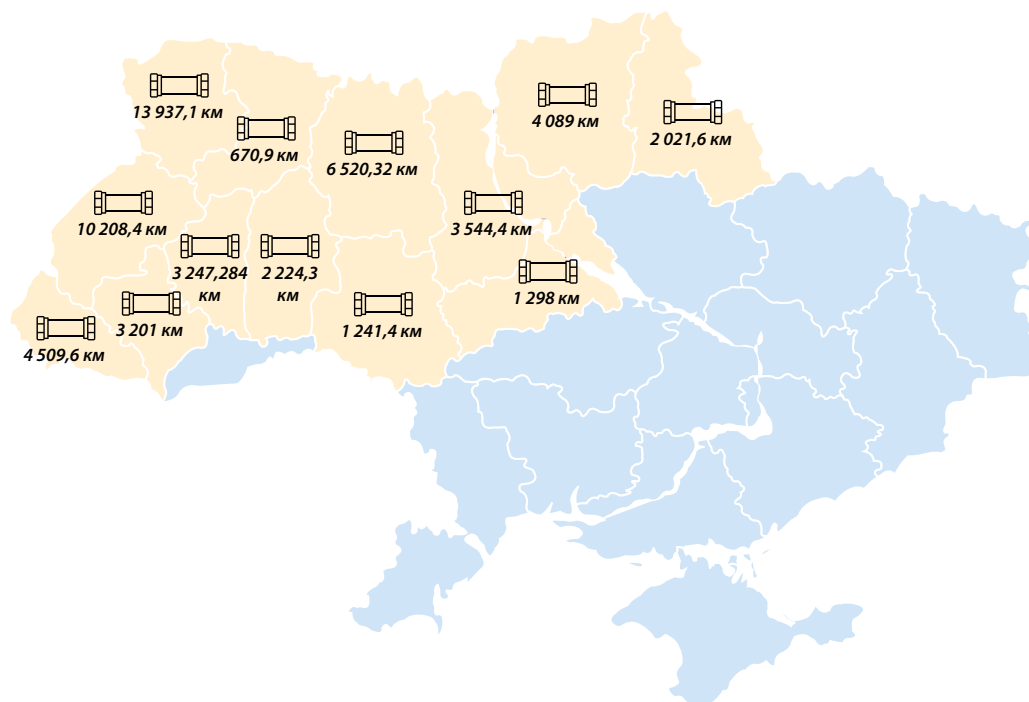 13 937,1 км
670,9 км
6 520,32 км
4 089 км
2 021,6 км
10 208,4 км
3 247,284
км
2 224,3
км
3 544,4 км
1 298 км
4 509,6 км
3 201 км
1 241,4 км